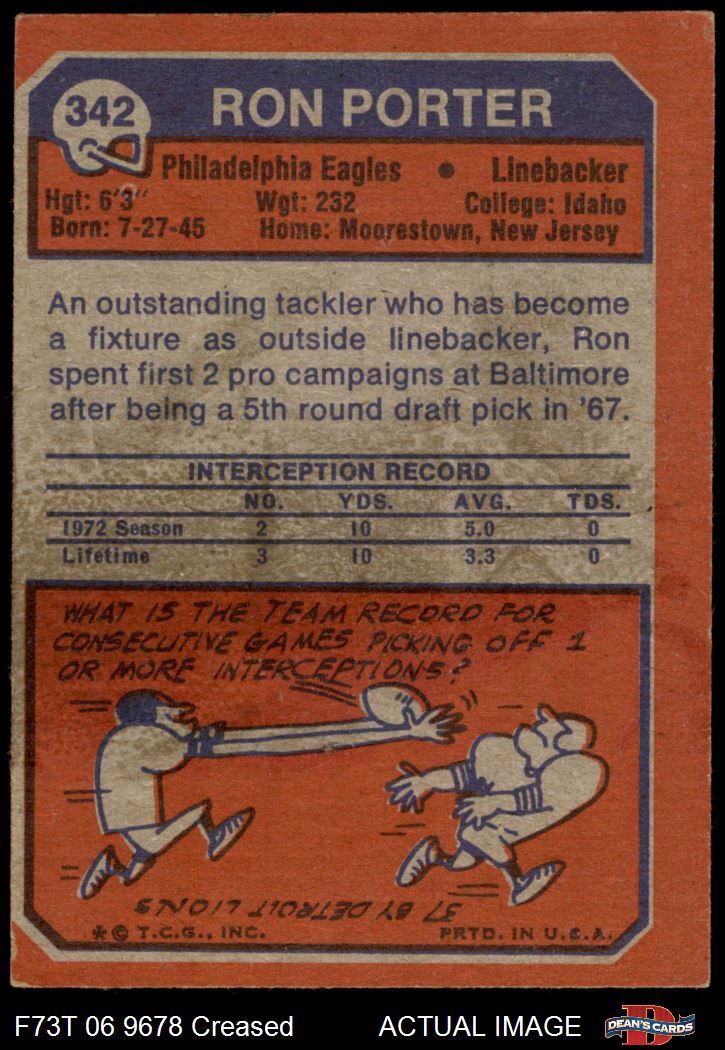 342
RON PORTER
Philadelphia Eagles • Linebacker
Hgt: 6'3" Wgt: 232 College: Idaho
Born: 7-27-45 Home: Moorestown, New Jersey
An outstanding tackler who has become
a fixture as outside linebacker, Ron
spent first 2 pro campaigns at Baltimore
after being a 5th round draft pick in '67.
INTERCEPTION RECORD
NO. YDS. AVG. TDS.
1972 Season 2 10 5.0 0
Lifetime 3 10 3.3 0
WHAT IS THE TEAM RECORD FOR
CONSECUTIVE GAMES PICKING OFF 1
OR MORE INTERCEPTIONS?
37 BY DETROIT LIONS
*© T.C.G., INC. PRTD. IN U.S.A.
F73T 06 9678 Creased ACTUAL IMAGE
D
DEAN'S CARDS